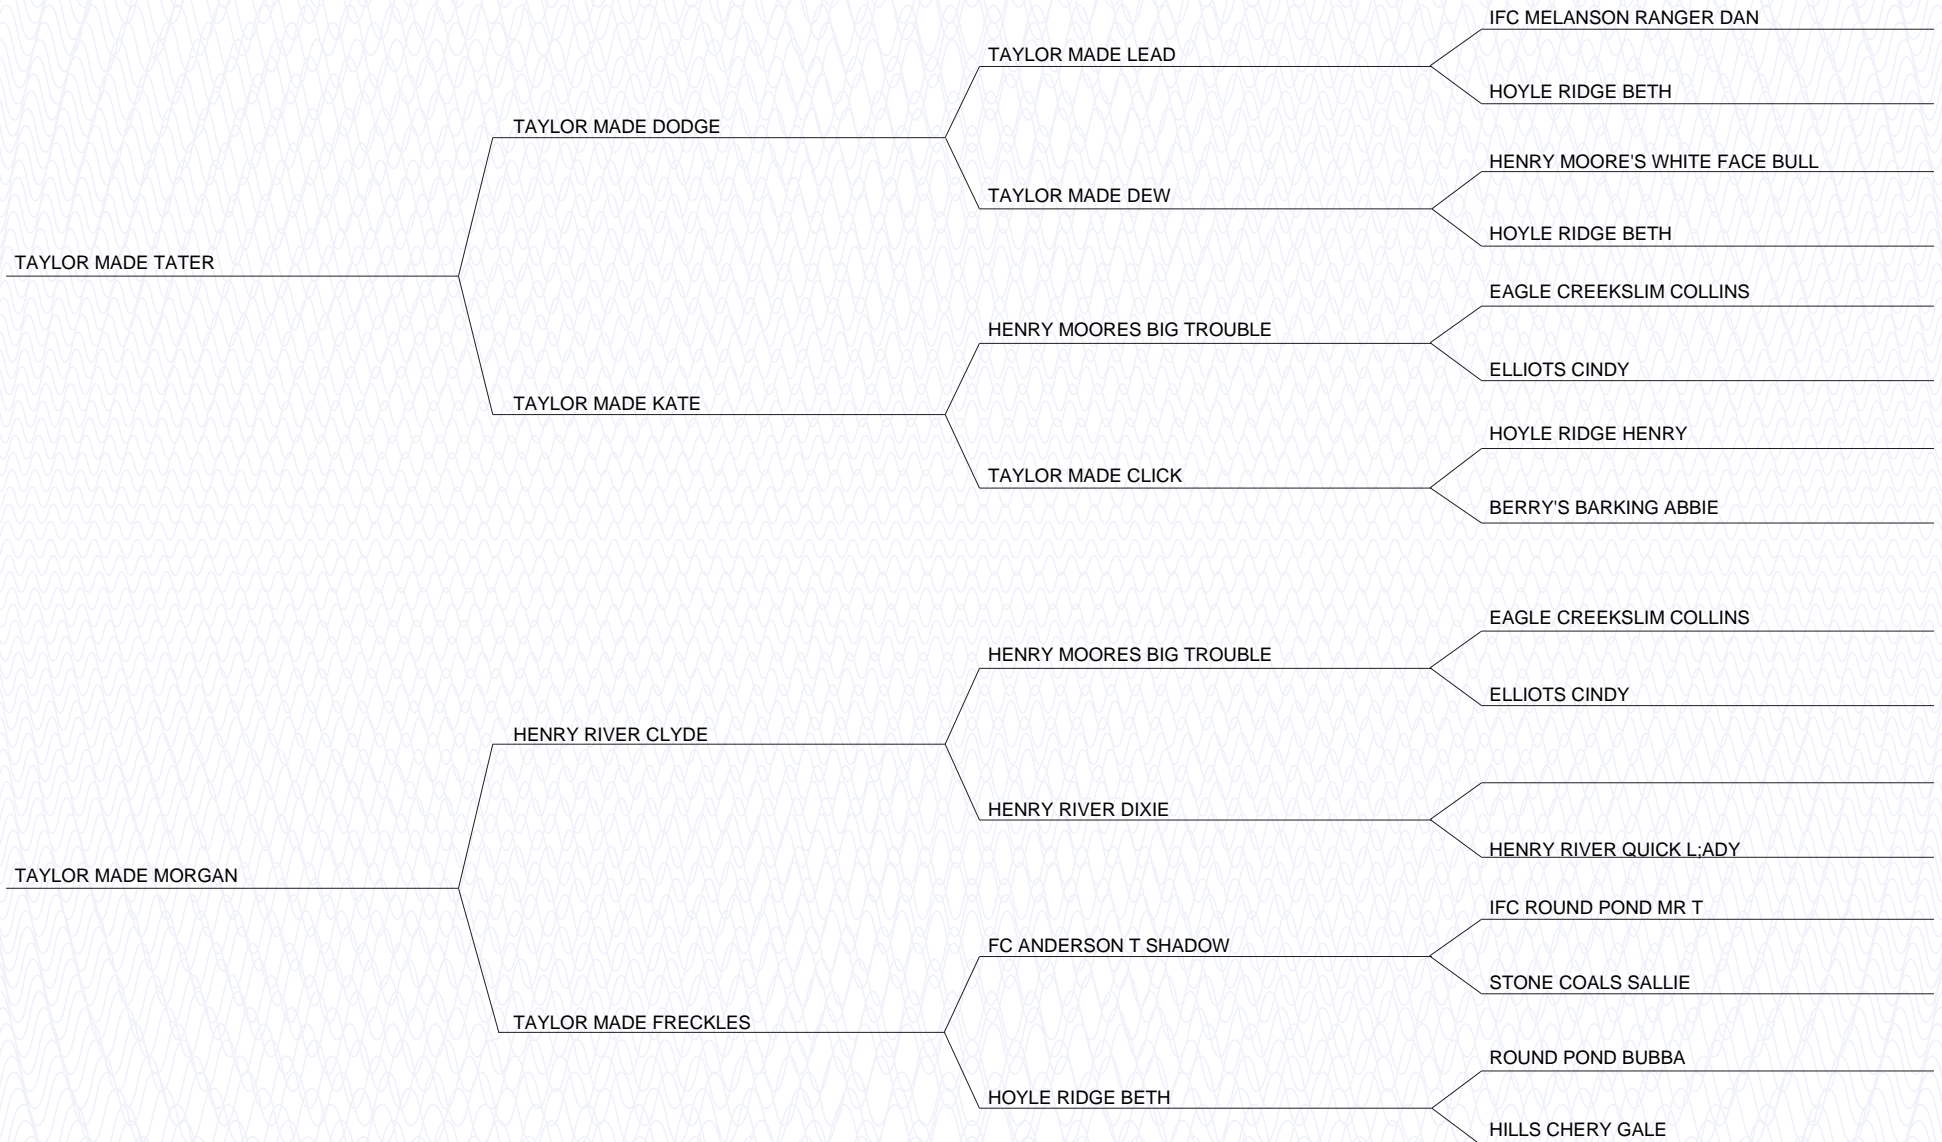 IFC MELANSON RANGER DAN
TAYLOR MADE LEAD
HOYLE RIDGE BETH
TAYLOR MADE DODGE
HENRY MOORE'S WHITE FACE BULL
TAYLOR MADE DEW
HOYLE RIDGE BETH
TAYLOR MADE TATER
EAGLE CREEKSLIM COLLINS
HENRY MOORES BIG TROUBLE
ELLIOTS CINDY
TAYLOR MADE KATE
HOYLE RIDGE HENRY
TAYLOR MADE CLICK
BERRY'S BARKING ABBIE
EAGLE CREEKSLIM COLLINS
HENRY MOORES BIG TROUBLE
ELLIOTS CINDY
HENRY RIVER CLYDE
HENRY RIVER DIXIE
HENRY RIVER QUICK L;ADY
TAYLOR MADE MORGAN
IFC ROUND POND MR T
FC ANDERSON T SHADOW
STONE COALS SALLIE
TAYLOR MADE FRECKLES
ROUND POND BUBBA
HOYLE RIDGE BETH
HILLS CHERY GALE